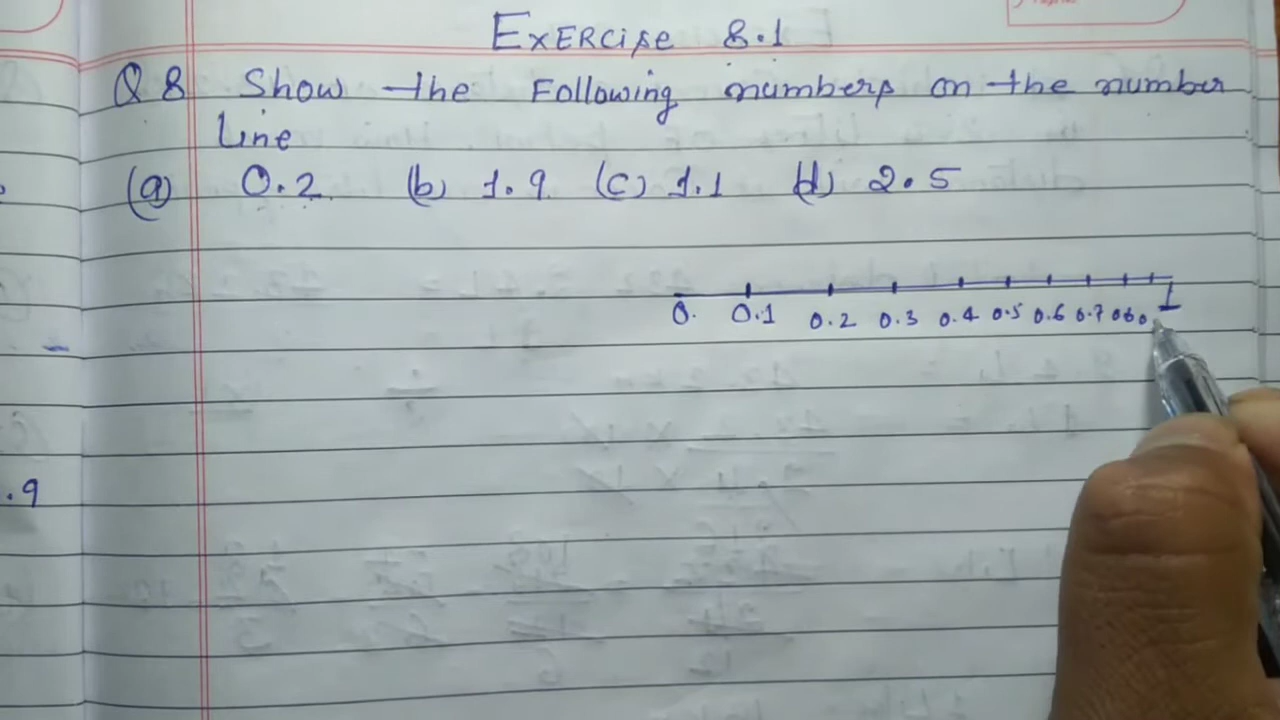 Exercise 8.1
Q 8 Show the Following numbers on the number
line
(a) 0.2 (b) 1.9 (c) 1.1 (d) 2.5
0. 0.1 0.2 0.3 0.4 0.5 0.6 0.7 1
.9